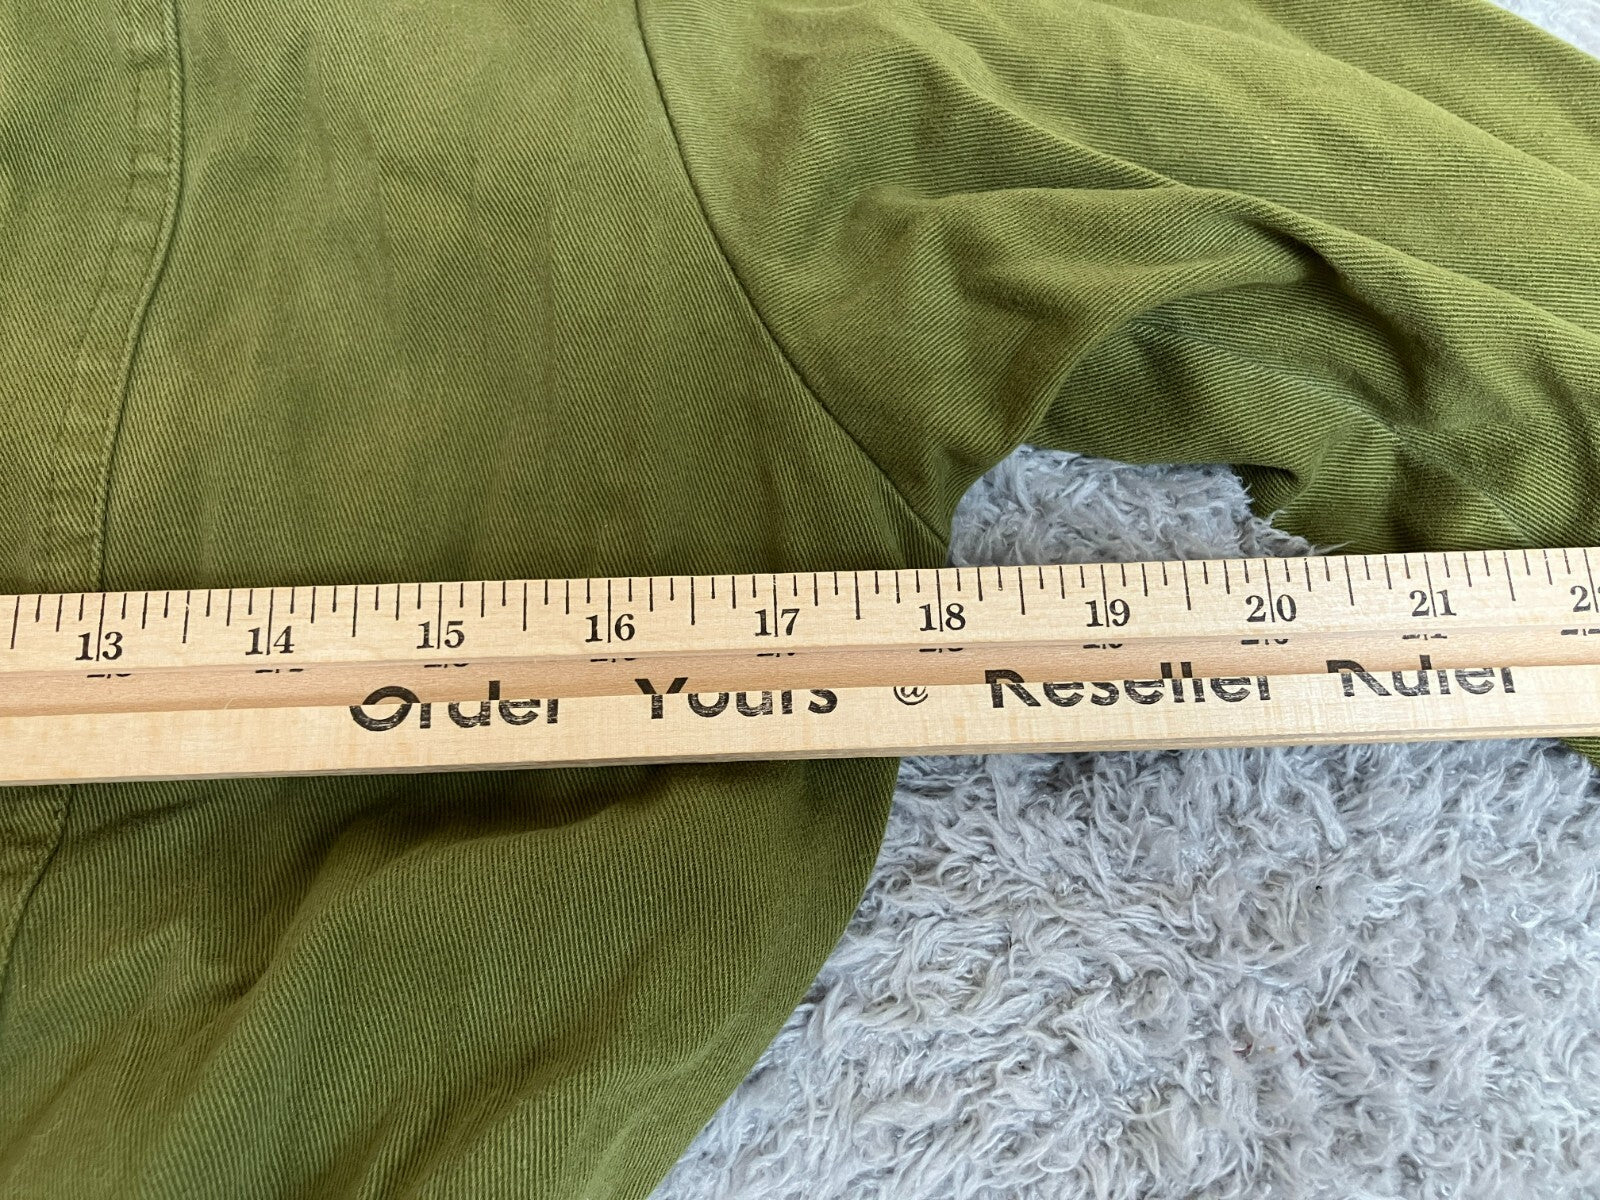 13 14 15 16 17 18 19 20 21
Order Yours @ Reseller Ruler